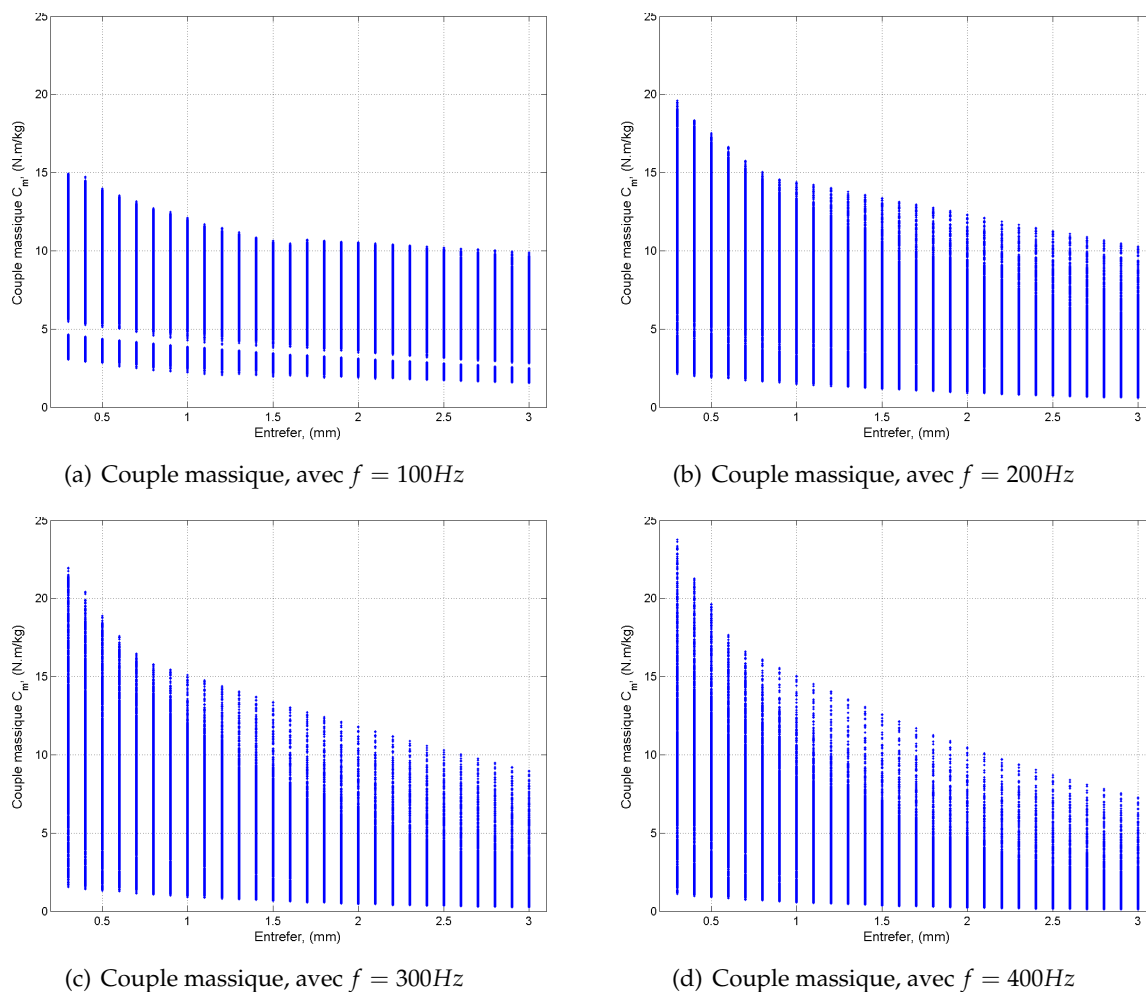 25
20
15
10
5
0
Couple massique Cₘ, (N.m/kg)
0.5 1 1.5 2 2.5 3
Entrefer, (mm)
(a) Couple massique, avec f = 100Hz
25
20
15
10
5
0
Couple massique Cₘ, (N.m/kg)
0.5 1 1.5 2 2.5 3
Entrefer, (mm)
(b) Couple massique, avec f = 200Hz
25
20
15
10
5
0
Couple massique Cₘ, (N.m/kg)
0.5 1 1.5 2 2.5 3
Entrefer, (mm)
(c) Couple massique, avec f = 300Hz
25
20
15
10
5
0
Couple massique Cₘ, (N.m/kg)
0.5 1 1.5 2 2.5 3
Entrefer, (mm)
(d) Couple massique, avec f = 400Hz